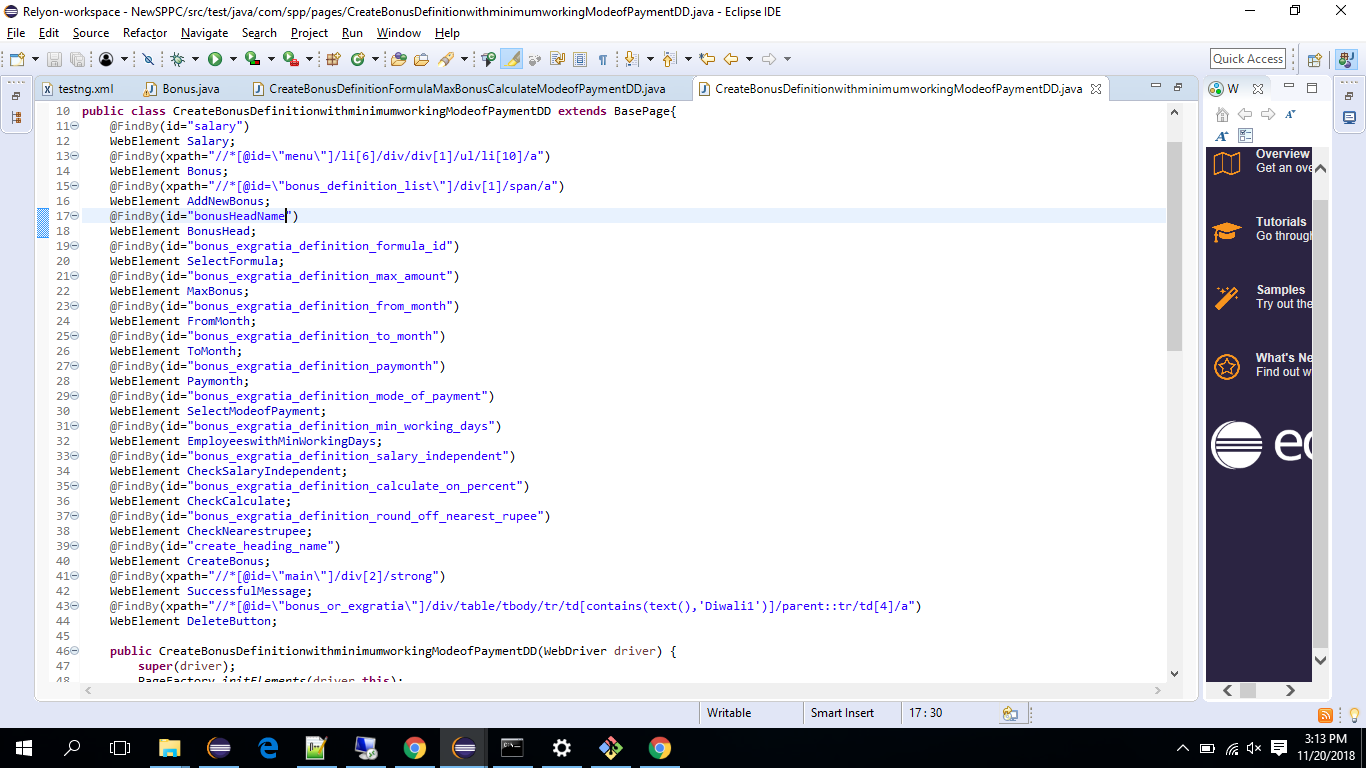 Relyon-workspace - NewSPPC/src/test/java/com/spp/pages/CreateBonusDefinitionwithminimumworkingModeofPaymentDD.java - Eclipse IDE
File Edit Source Refactor Navigate Search Project Run Window Help
Quick Access
testng.xml Bonus.java CreateBonusDefinitionFormulaMaxBonusCalculateModeofPaymentDD.java CreateBonusDefinitionwithminimumworkingModeofPaymentDD.java W
10 public class CreateBonusDefinitionwithminimumworkingModeofPaymentDD extends BasePage{
11 @FindBy(id="salary")
12 WebElement Salary;
13 @FindBy(xpath="//*[@id=\"menu\"]/li[6]/div/div[1]/ul/li[10]/a")
14 WebElement Bonus;
15 @FindBy(xpath="//*[@id=\"bonus_definition_list\"]/div[1]/span/a")
16 WebElement AddNewBonus;
17 @FindBy(id="bonusHeadName")
18 WebElement BonusHead;
19 @FindBy(id="bonus_exgratia_definition_formula_id")
20 WebElement SelectFormula;
21 @FindBy(id="bonus_exgratia_definition_max_amount")
22 WebElement MaxBonus;
23 @FindBy(id="bonus_exgratia_definition_from_month")
24 WebElement FromMonth;
25 @FindBy(id="bonus_exgratia_definition_to_month")
26 WebElement ToMonth;
27 @FindBy(id="bonus_exgratia_definition_paymonth")
28 WebElement Paymonth;
29 @FindBy(id="bonus_exgratia_definition_mode_of_payment")
30 WebElement SelectModeofPayment;
31 @FindBy(id="bonus_exgratia_definition_min_working_days")
32 WebElement EmployeeswithMinWorkingDays;
33 @FindBy(id="bonus_exgratia_definition_salary_independent")
34 WebElement CheckSalaryIndependent;
35 @FindBy(id="bonus_exgratia_definition_calculate_on_percent")
36 WebElement CheckCalculate;
37 @FindBy(id="bonus_exgratia_definition_round_off_nearest_rupee")
38 WebElement CheckNearestrupee;
39 @FindBy(id="create_heading_name")
40 WebElement CreateBonus;
41 @FindBy(xpath="//*[@id=\"main\"]/div[2]/strong")
42 WebElement SuccessfulMessage;
43 @FindBy(xpath="//*[@id=\"bonus_or_exgratia\"]/div/table/tbody/tr/td[contains(text(),'Diwali1')]/parent::tr/td[4]/a")
44 WebElement DeleteButton;
45
46 public CreateBonusDefinitionwithminimumworkingModeofPaymentDD(WebDriver driver) {
47 super(driver);
48 PageFactory.initElements(driver,this);
Overview
Get an ove
Tutorials
Go through
Samples
Try out the
What's Ne
Find out w
ec
Writable Smart Insert 17 : 30
3:13 PM
11/20/2018